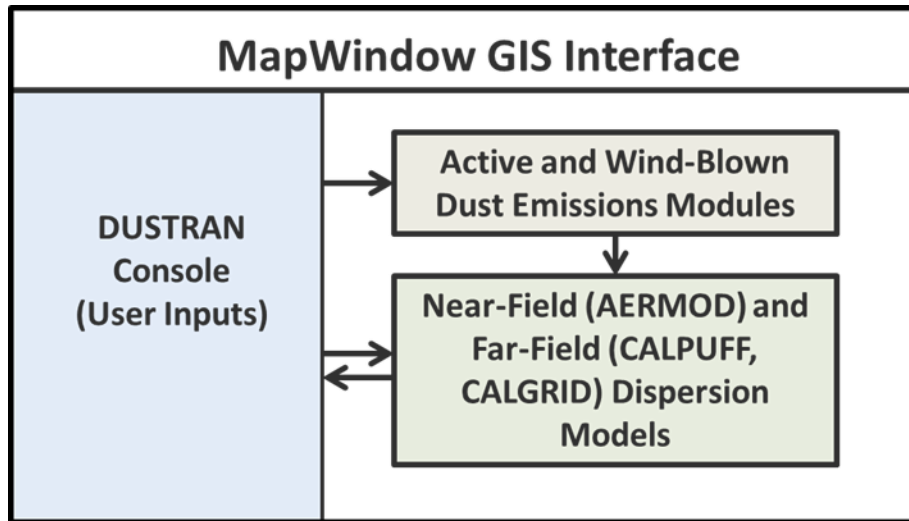 MapWindow GIS Interface
DUSTRAN
Console
(User Inputs)
Active and Wind-Blown
Dust Emissions Modules
Near-Field (AERMOD) and
Far-Field (CALPUFF,
CALGRID) Dispersion
Models